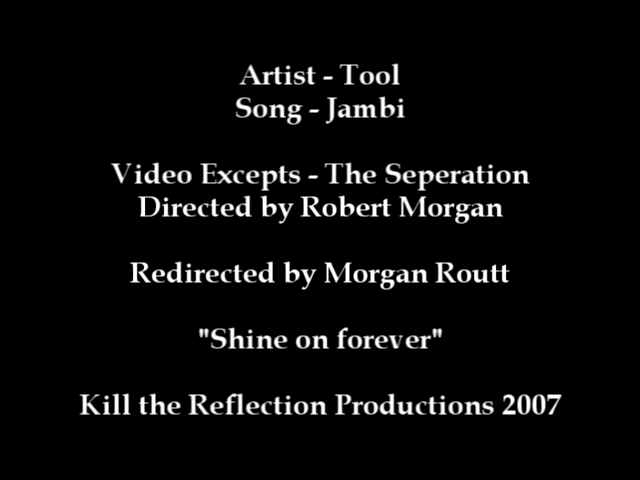 Artist - Tool
Song - Jambi
Video Excepts - The Seperation
Directed by Robert Morgan
Redirected by Morgan Routt
"Shine on forever"
Kill the Reflection Productions 2007